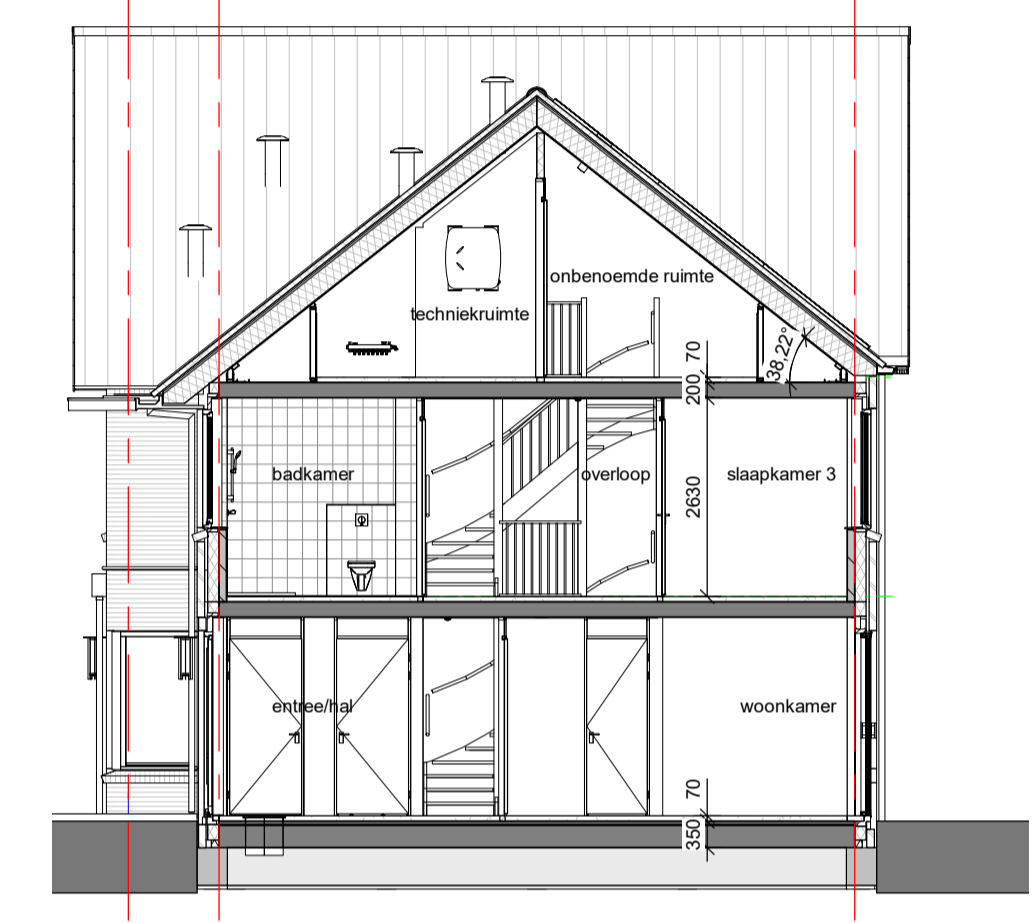 onbenoemde ruimte
techniekruimte
38,22°
70
200
badkamer
overloop
slaapkamer 3
2630
entree/hal
woonkamer
70
350